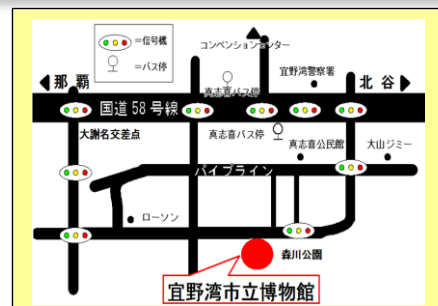 =信号機
=バス停
コンベンションセンター
那覇
真志喜バス停
宜野湾警察署
北谷
国道58号線
大謝名交差点
真志喜バス停
真志喜公民館
大山ジミー
パイプライン
ローソン
森川公園
宜野湾市立博物館